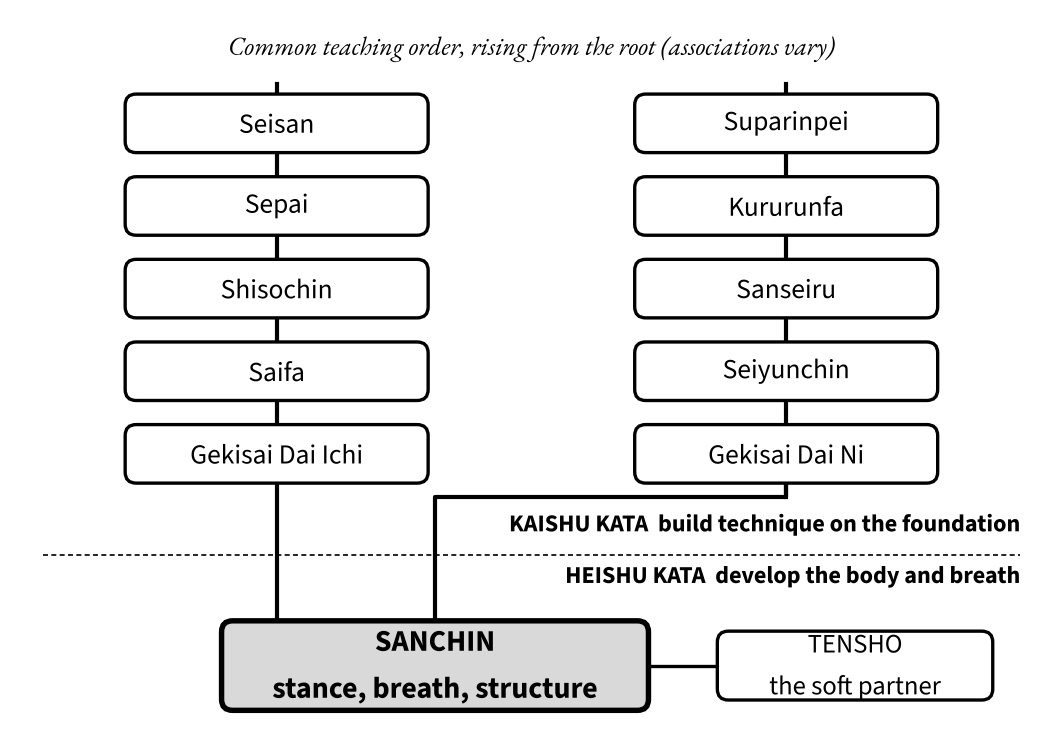 Common teaching order, rising from the root (associations vary)
Seisan
Suparinpei
Sepai
Kururunfa
Shisochin
Sanseiru
Saifa
Seiyunchin
Gekisai Dai Ichi
Gekisai Dai Ni
KAISHU KATA build technique on the foundation
HEISHU KATA develop the body and breath
SANCHIN
stance, breath, structure
TENSHO
the soft partner